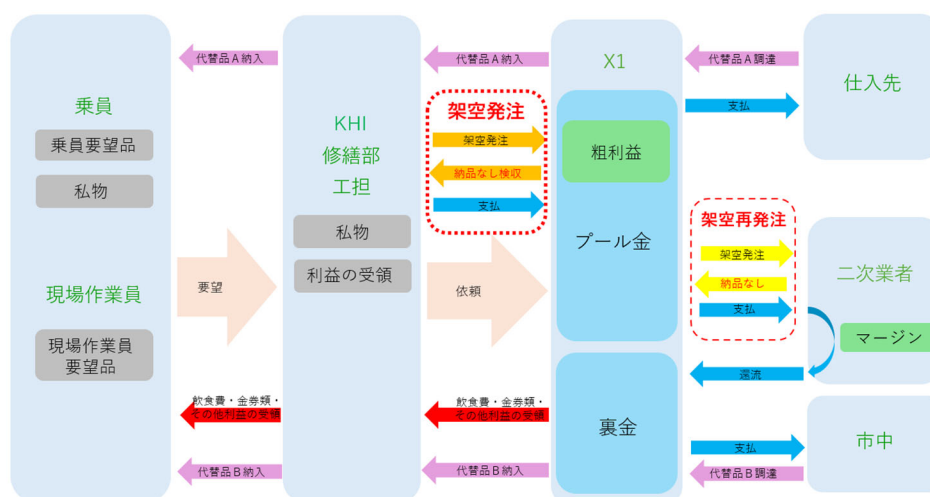 代替品A納入
乗員
乗員要望品
私物
現場作業員
現場作業員
要望品
要望
飲食費・金券類・
その他利益の受領
代替品B納入
KHI
修繕部
工担
私物
利益の受領
代替品A納入
架空発注
架空発注
納品なし検収
支払
依頼
飲食費・金券類・
その他利益の受領
代替品B納入
X1
粗利益
プール金
裏金
代替品A調達
支払
架空再発注
架空発注
納品なし
支払
還流
支払
代替品B調達
仕入先
二次業者
マージン
市中